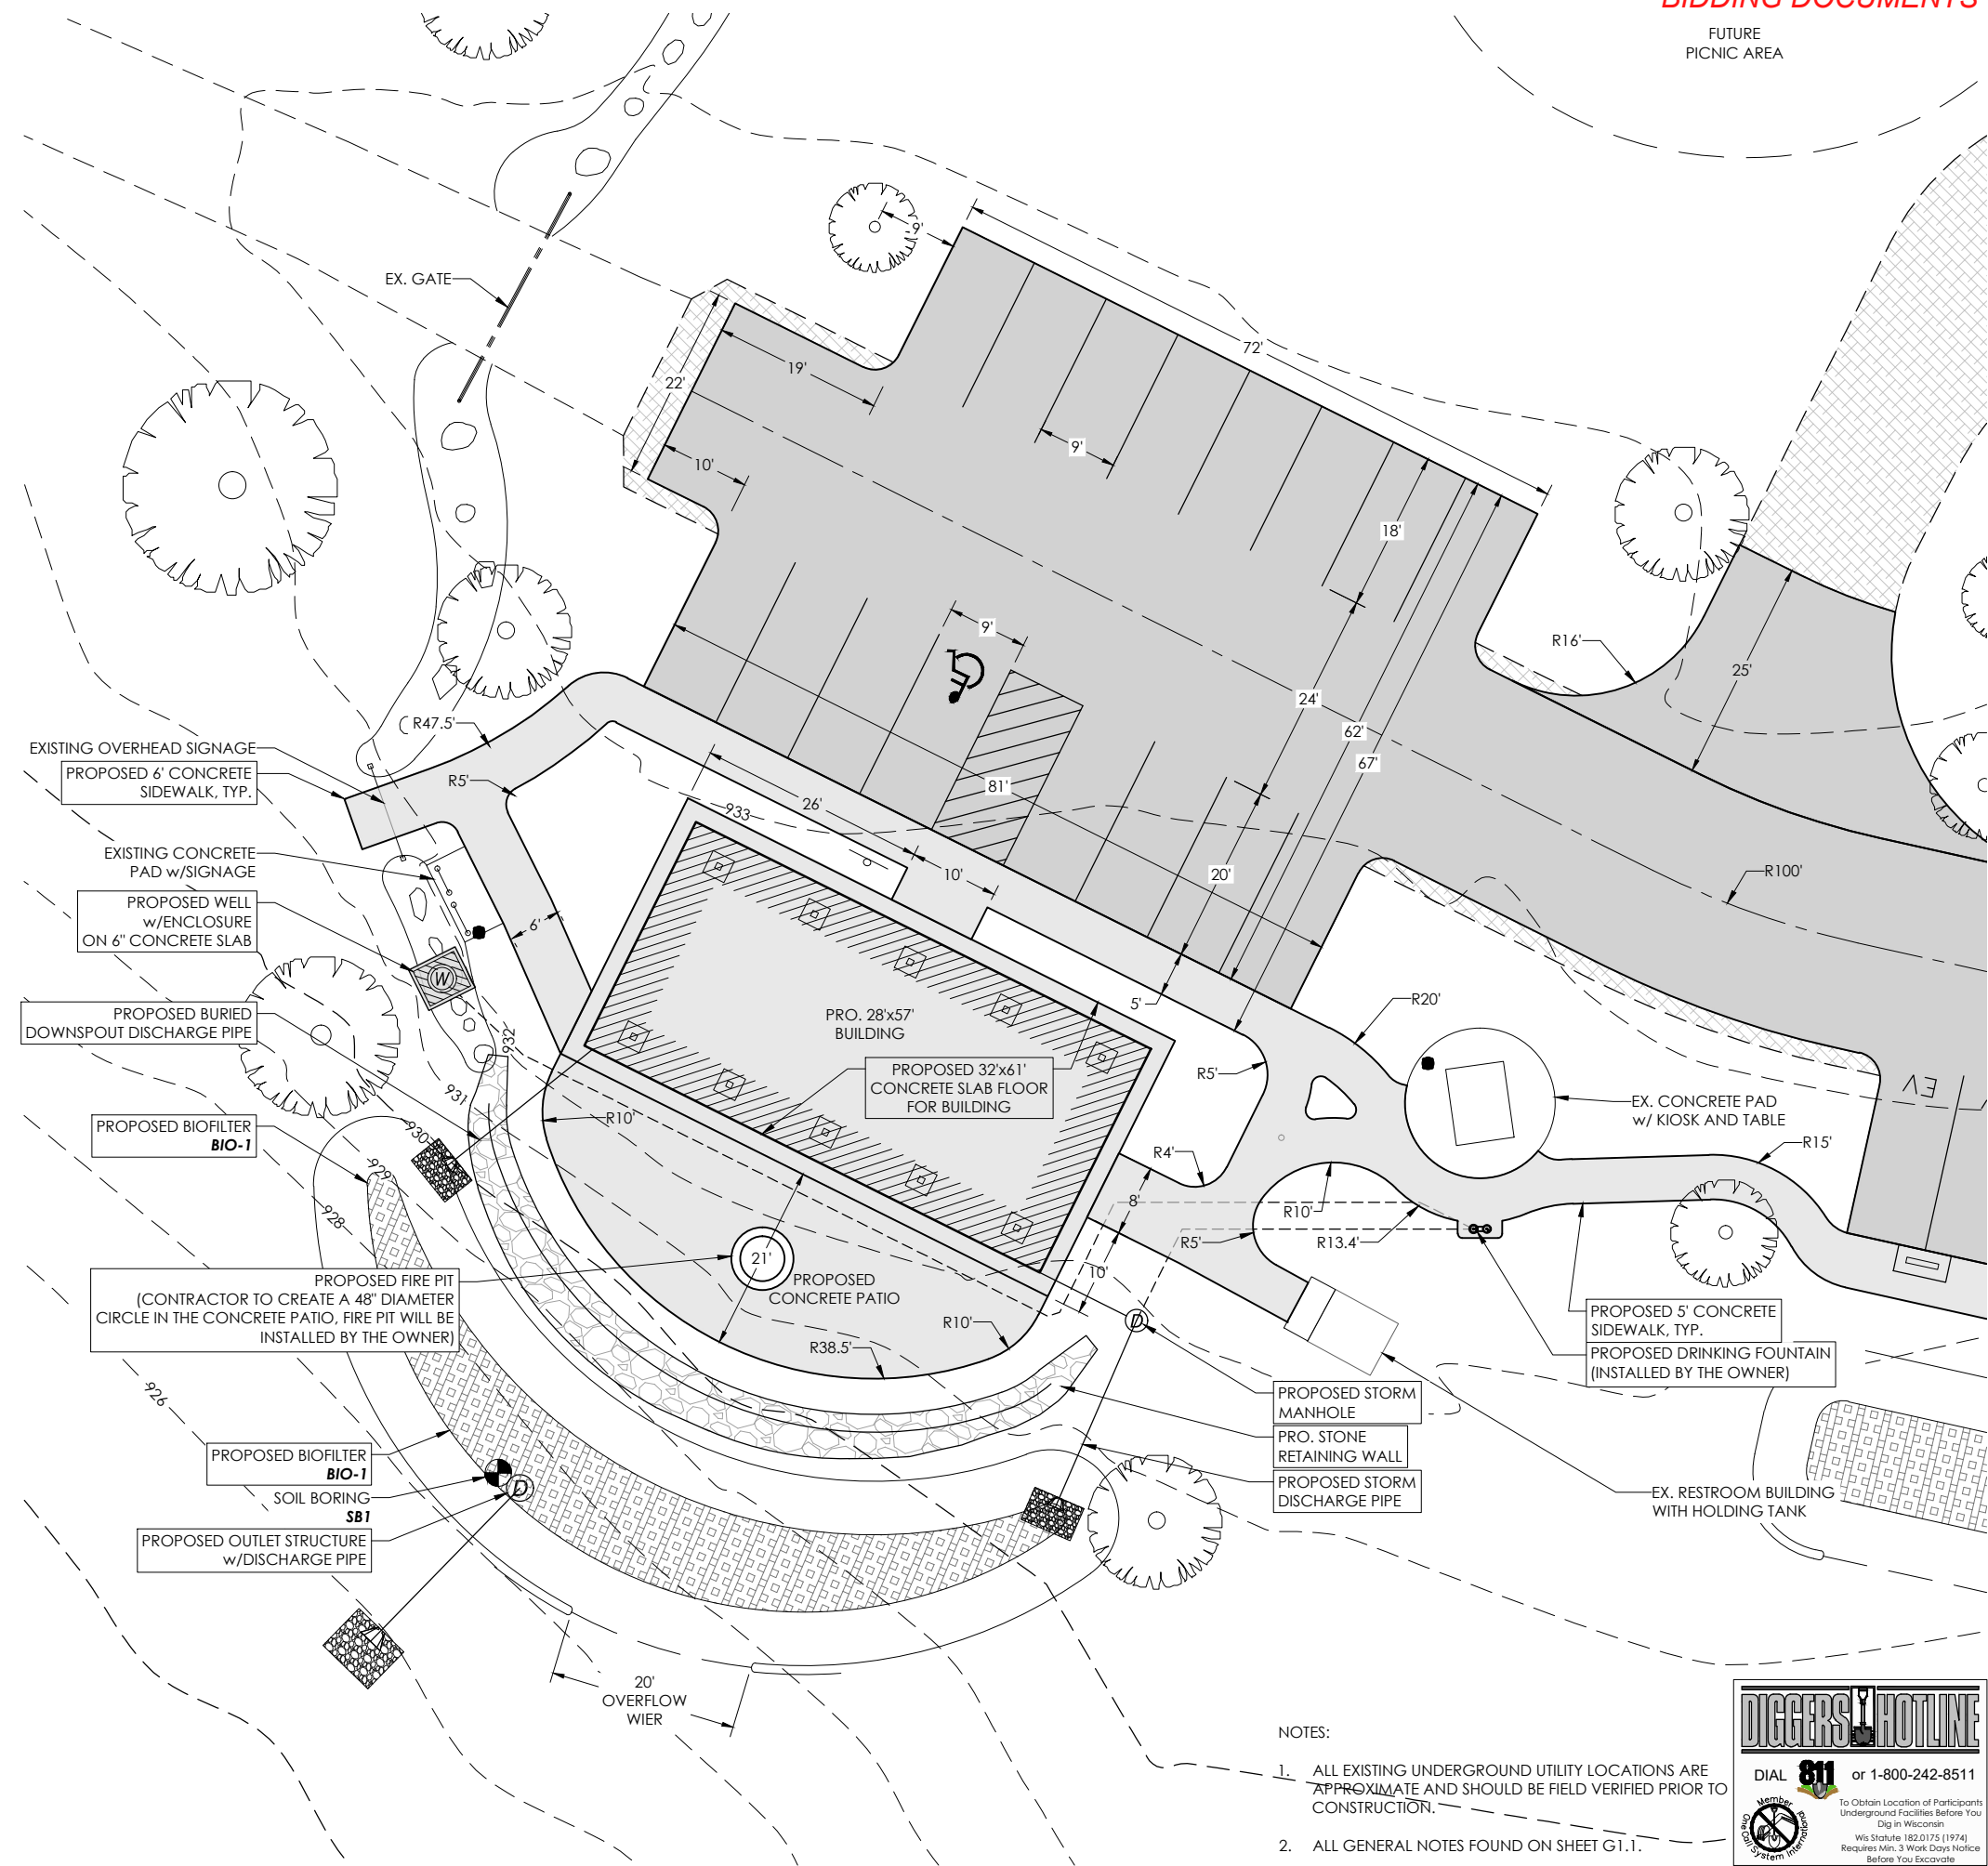 BIDDING DOCUMENTS
FUTURE
PICNIC AREA
9'
EX. GATE
72'
19'
22'
9'
10'
18'
R16'
9'
25'
24'
R47.5'
62'
EXISTING OVERHEAD SIGNAGE
67'
PROPOSED 6' CONCRETE
SIDEWALK, TYP.
R5'
81'
26'
933
EXISTING CONCRETE
PAD w/SIGNAGE
10'
20'
R100'
PROPOSED WELL
w/ENCLOSURE
ON 6" CONCRETE SLAB
6'
W
5'
R20'
PROPOSED BURIED
DOWNSPOUT DISCHARGE PIPE
PRO. 28'x57'
BUILDING
932
PROPOSED 32'x61'
CONCRETE SLAB FLOOR
FOR BUILDING
R5'
EV
931
R10'
EX. CONCRETE PAD
w/ KIOSK AND TABLE
PROPOSED BIOFILTER
BIO-1
930
R15'
R4'
929
8'
928
R10'
R5'
R13.4'
21'
10'
PROPOSED FIRE PIT
(CONTRACTOR TO CREATE A 48" DIAMETER
CIRCLE IN THE CONCRETE PATIO, FIRE PIT WILL BE
INSTALLED BY THE OWNER)
PROPOSED
CONCRETE PATIO
R10'
D
PROPOSED 5' CONCRETE
SIDEWALK, TYP.
R38.5'
PROPOSED DRINKING FOUNTAIN
(INSTALLED BY THE OWNER)
926
PROPOSED STORM
MANHOLE
PRO. STONE
RETAINING WALL
PROPOSED STORM
DISCHARGE PIPE
PROPOSED BIOFILTER
BIO-1
SOIL BORING
SB1
D
EX. RESTROOM BUILDING
WITH HOLDING TANK
PROPOSED OUTLET STRUCTURE
w/DISCHARGE PIPE
20'
OVERFLOW
WIER
NOTES:
1. ALL EXISTING UNDERGROUND UTILITY LOCATIONS ARE
APPROXIMATE AND SHOULD BE FIELD VERIFIED PRIOR TO
CONSTRUCTION.
2. ALL GENERAL NOTES FOUND ON SHEET G1.1.
DIGGERS HOTLINE
DIAL 811 or 1-800-242-8511
To Obtain Location of Participants
Underground Facilities Before You
Dig in Wisconsin
Wis Statute 182.0175 (1974)
Requires Min. 3 Work Days Notice
Before You Excavate
Member
One Call System International